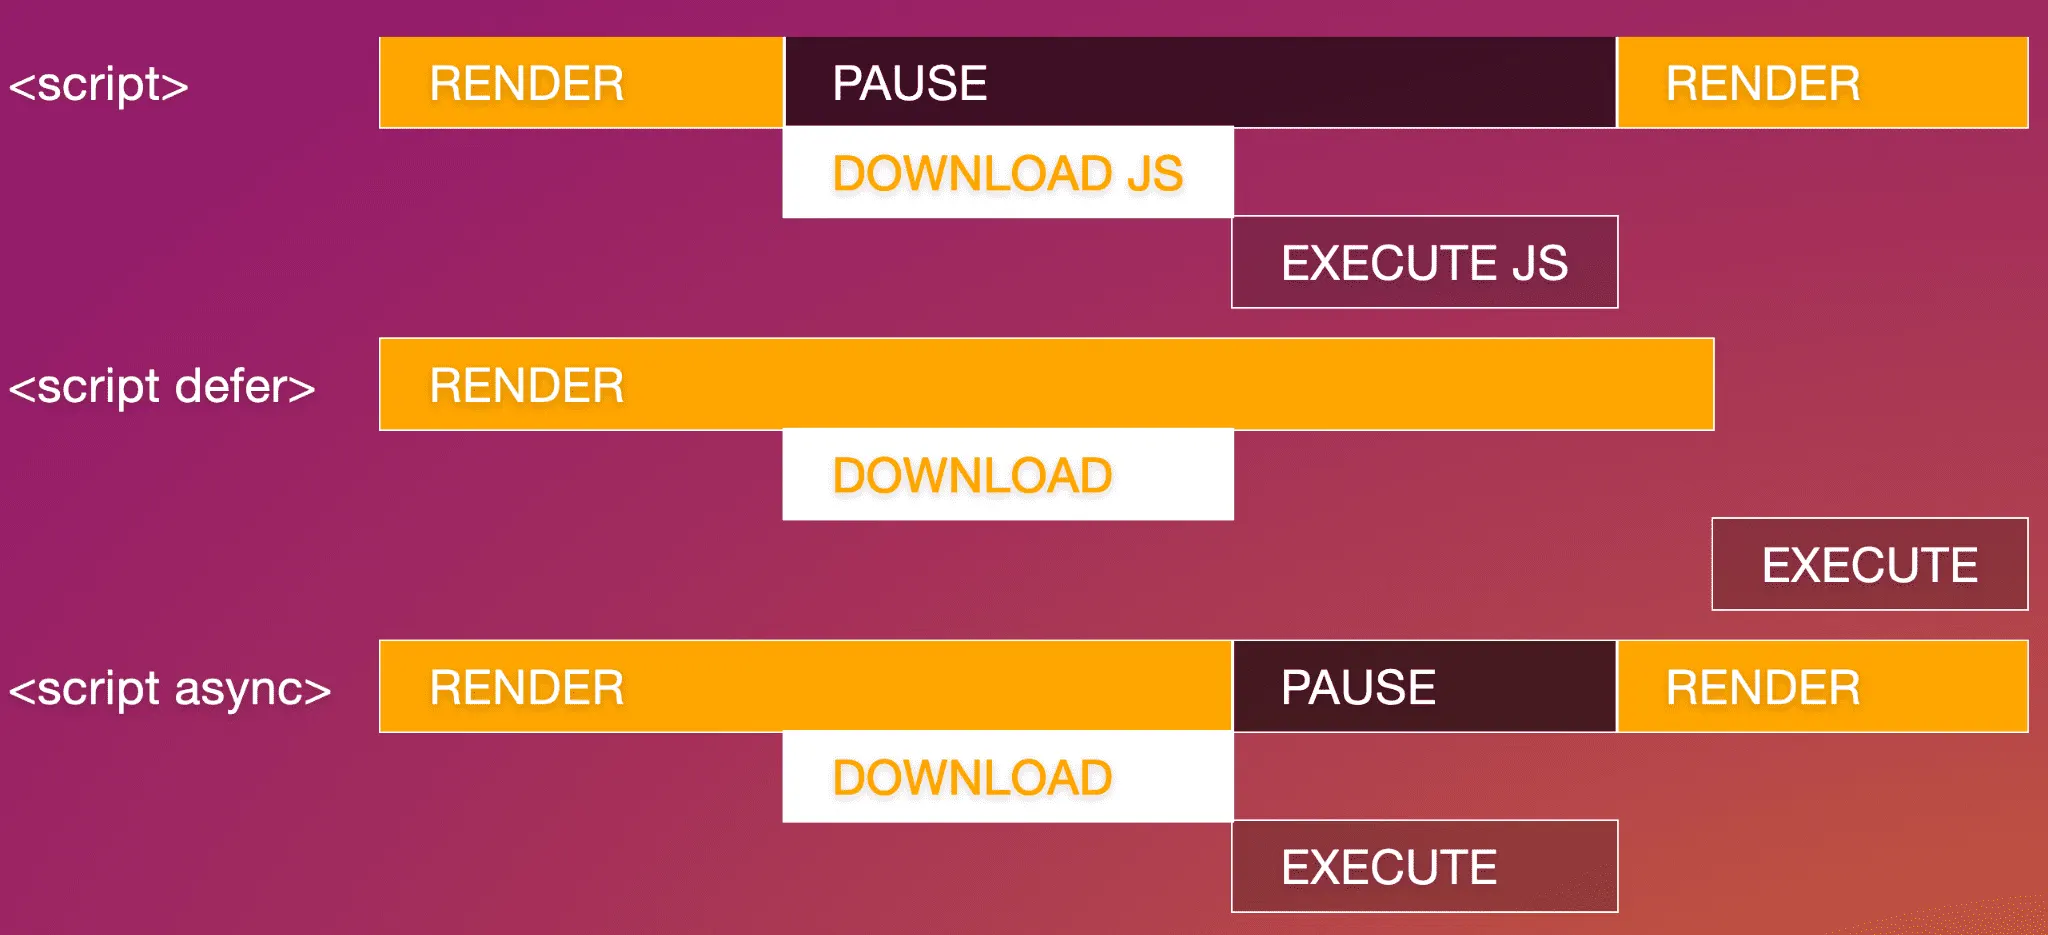 <script> RENDER PAUSE RENDER
DOWNLOAD JS
EXECUTE JS
<script defer> RENDER
DOWNLOAD
EXECUTE
<script async> RENDER PAUSE RENDER
DOWNLOAD
EXECUTE